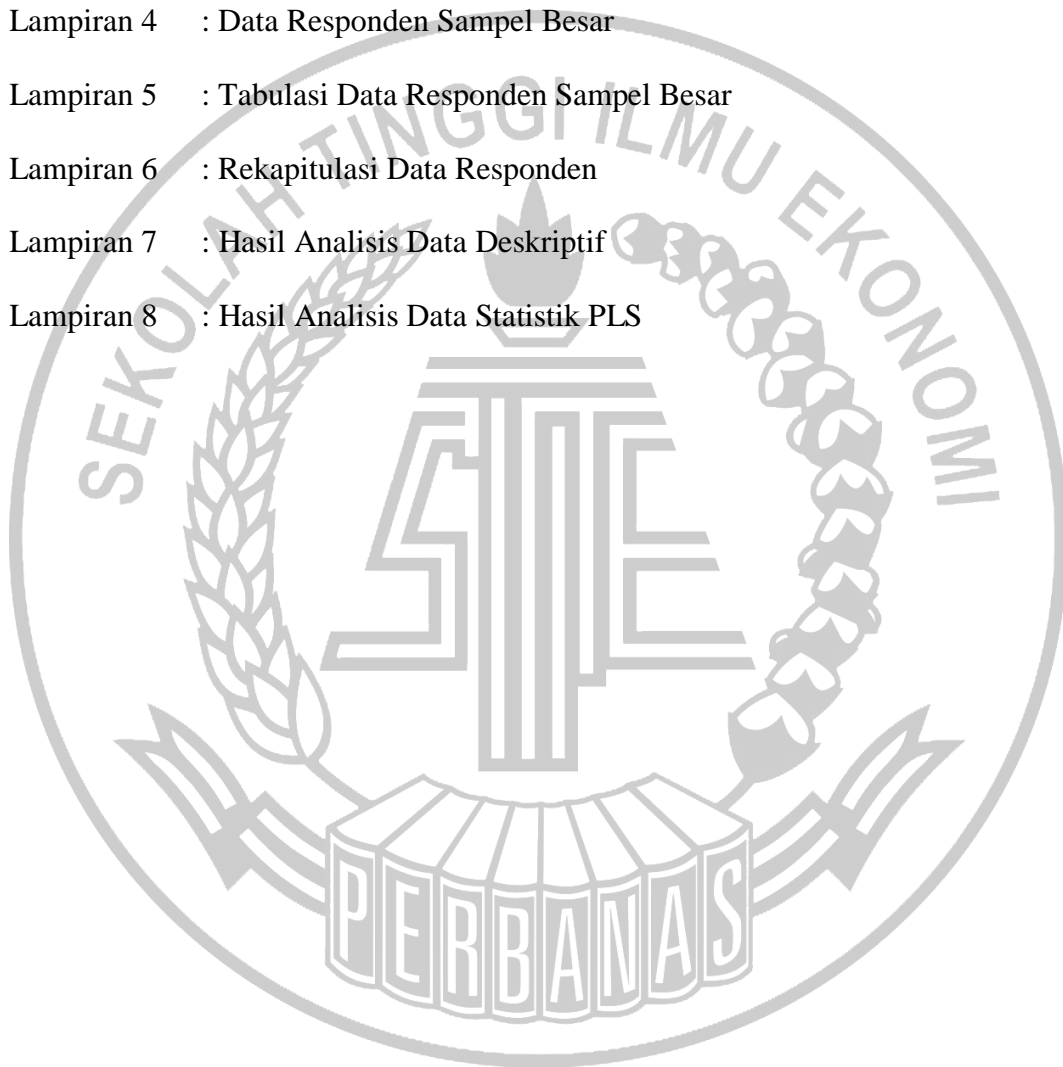 Lampiran 4 : Data Responden Sampel Besar
Lampiran 5 : Tabulasi Data Responden Sampel Besar
Lampiran 6 : Rekapitulasi Data Responden
Lampiran 7 : Hasil Analisis Data Deskriptif
Lampiran 8 : Hasil Analisis Data Statistik PLS
SEKOLAH TINGGI ILMU EKONOMI
STIE
PERBANAS